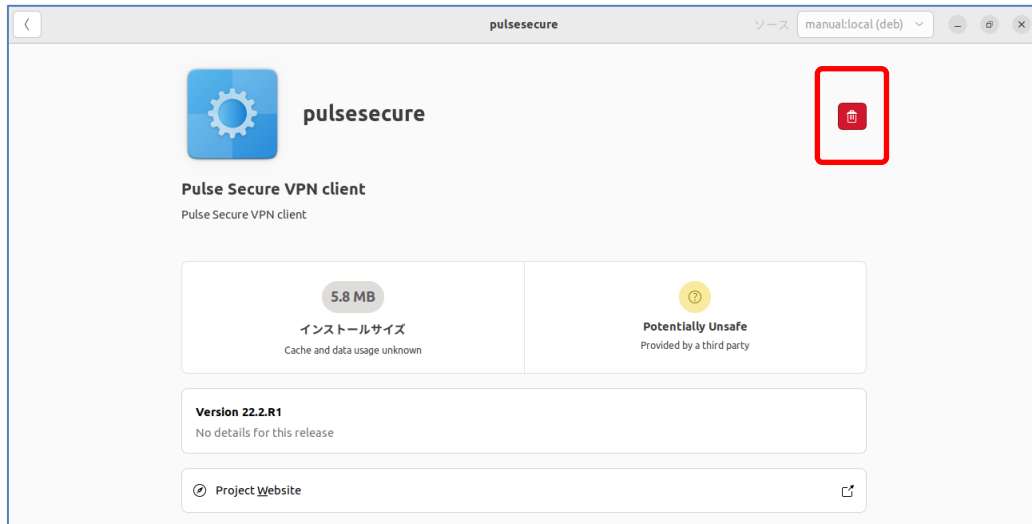 pulsesecure
ソース
manual:local (deb)
pulsesecure
Pulse Secure VPN client
Pulse Secure VPN client
5.8 MB
インストールサイズ
Cache and data usage unknown
Potentially Unsafe
Provided by a third party
Version 22.2.R1
No details for this release
Project Website